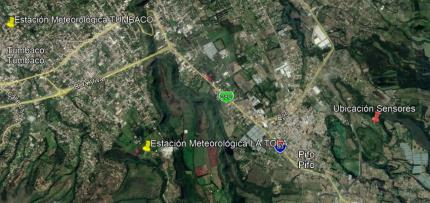 Estación Meteorológica TUMBACO
Tumbaco
Tumbaco
Ubicación Sensores
Estación Meteorológica LA TOLA
Pifo
Pifo